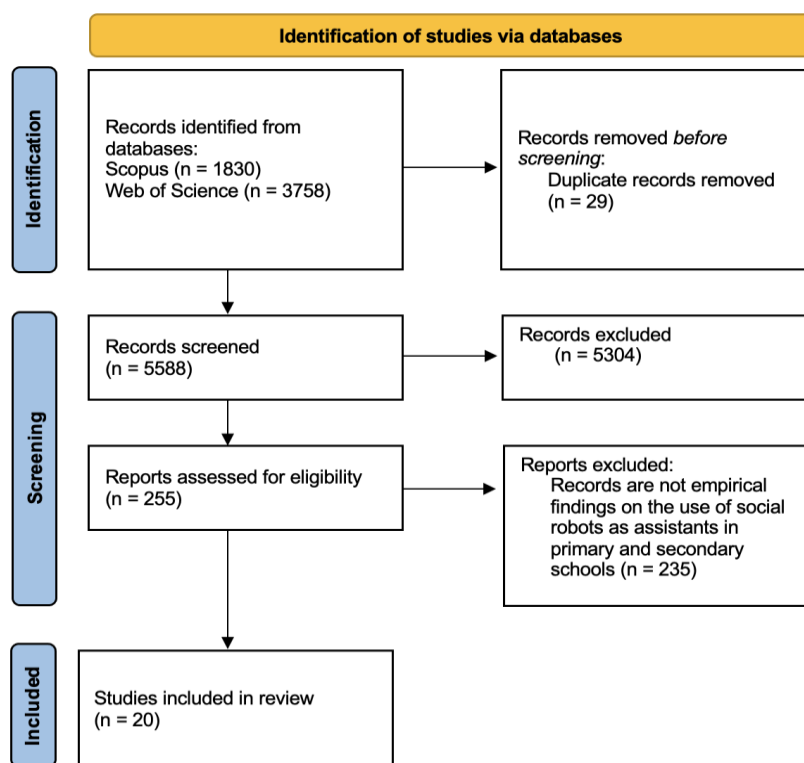 Identification of studies via databases
Identification
Records identified from
databases:
Scopus (n = 1830)
Web of Science (n = 3758)
Records removed before
screening:
Duplicate records removed
(n = 29)
Screening
Records screened
(n = 5588)
Records excluded
(n = 5304)
Reports assessed for eligibility
(n = 255)
Reports excluded:
Records are not empirical
findings on the use of social
robots as assistants in
primary and secondary
schools (n = 235)
Included
Studies included in review
(n = 20)